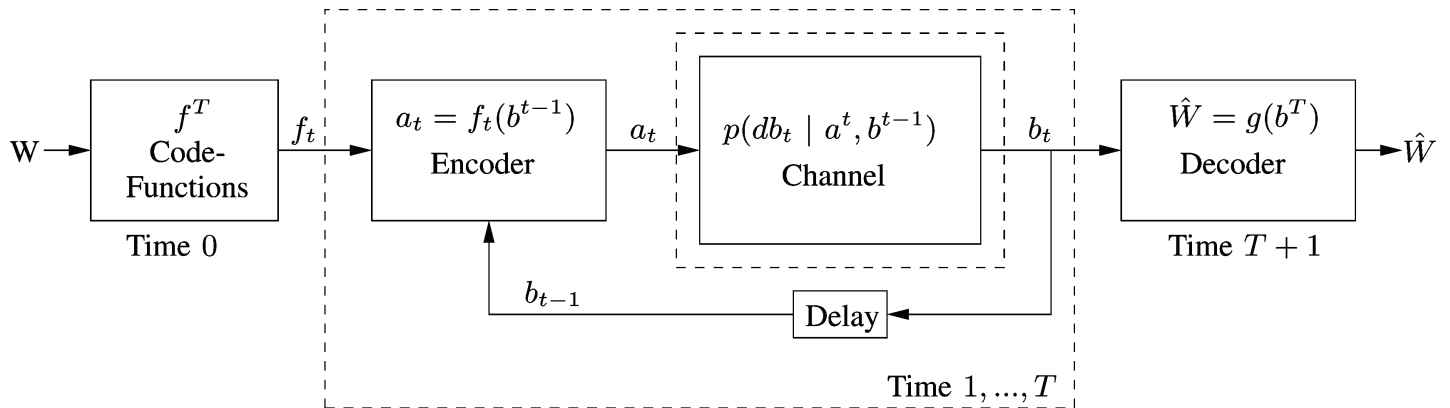 W
f^T
Code-
Functions
Time 0
f_t
a_t = f_t(b^{t−1})
Encoder
a_t
p(db_t | a^t, b^{t−1})
Channel
b_t
Ŵ = g(b^T)
Decoder
Time T + 1
Ŵ
b_{t−1}
Delay
Time 1, ..., T